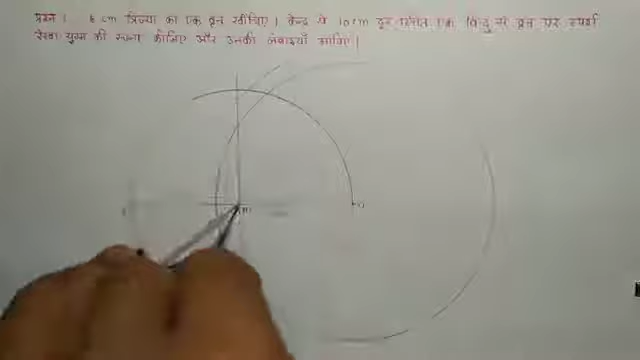 प्रश्न 1. 6 cm त्रिज्या का एक वृत्त खींचिए। केन्द्र से 10 cm दूर स्थित एक बिंदु से वृत्त पर स्पर्श
रेखा युग्म की रचना कीजिए और उनकी लंबाइयाँ मापिए।